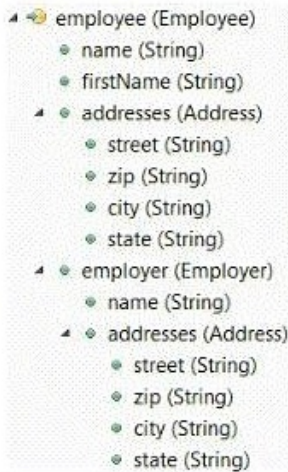 employee (Employee)
name (String)
firstName (String)
addresses (Address)
street (String)
zip (String)
city (String)
state (String)
employer (Employer)
name (String)
addresses (Address)
street (String)
zip (String)
city (String)
state (String)